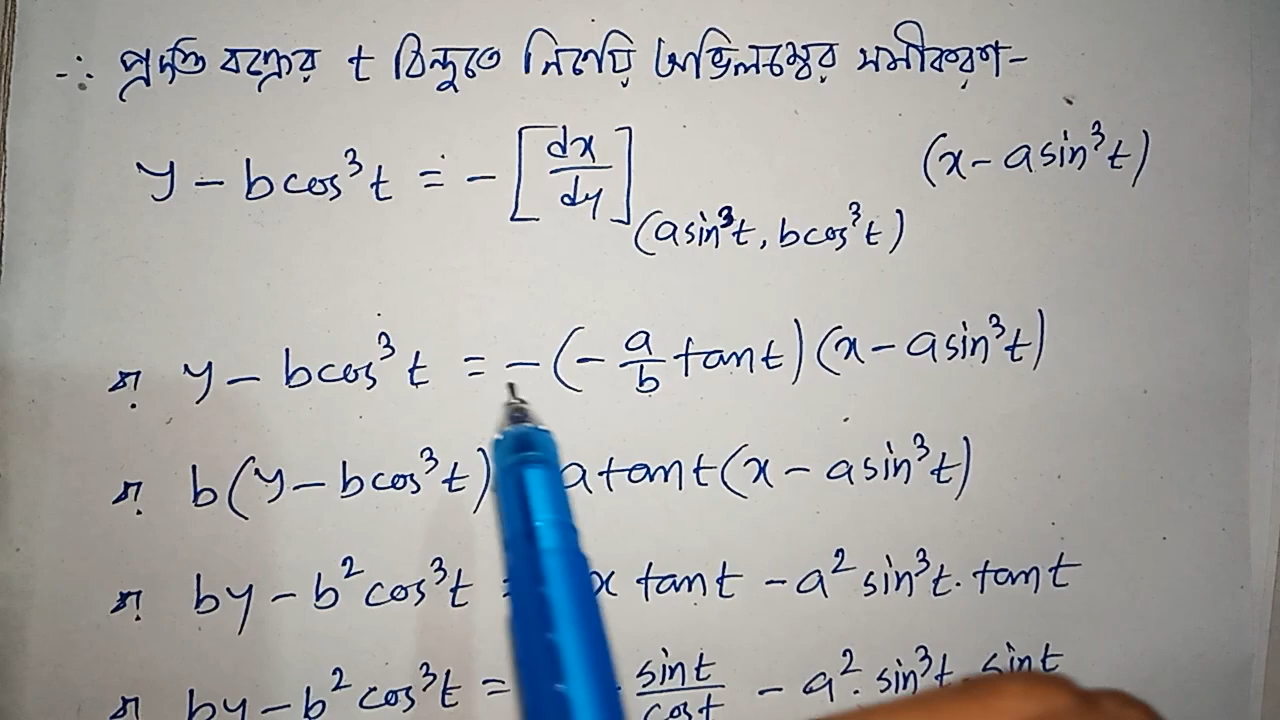 ∴ প্রদত্ত বক্রের t বিন্দুতে নির্ণেয় অভিলম্বের সমীকরণ-
y - bcos³t = -[dx/dy](asin³t, bcos³t) (x - asin³t)
বা, y - bcos³t = -(-a/b tant)(x - asin³t)
বা, b(y - bcos³t) atant(x - asin³t)
বা, by - b²cos³t x tant - a²sin³t. tant
বা, by - b²cos³t = . sint/cost - a². sin³t. sint